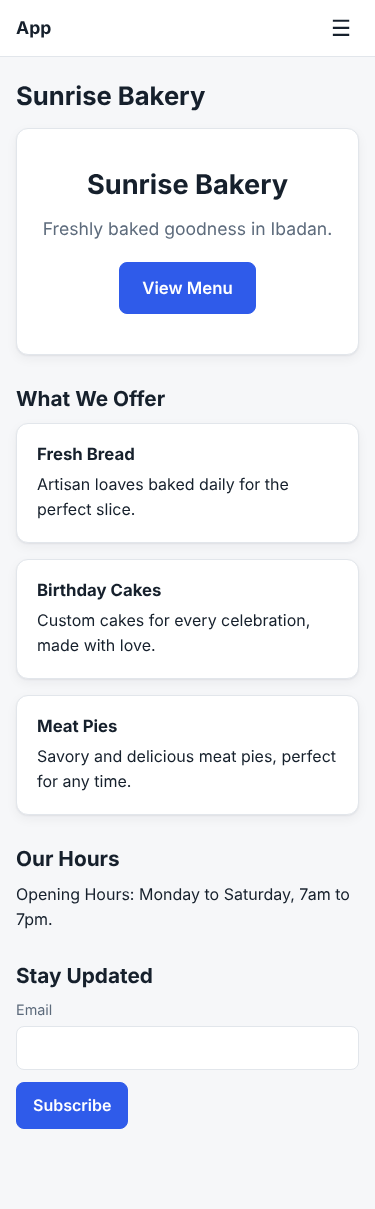 App
☰
Sunrise Bakery
Sunrise Bakery
Freshly baked goodness in Ibadan.
View Menu
What We Offer
Fresh Bread
Artisan loaves baked daily for the
perfect slice.
Birthday Cakes
Custom cakes for every celebration,
made with love.
Meat Pies
Savory and delicious meat pies, perfect
for any time.
Our Hours
Opening Hours: Monday to Saturday, 7am to
7pm.
Stay Updated
Email
Subscribe